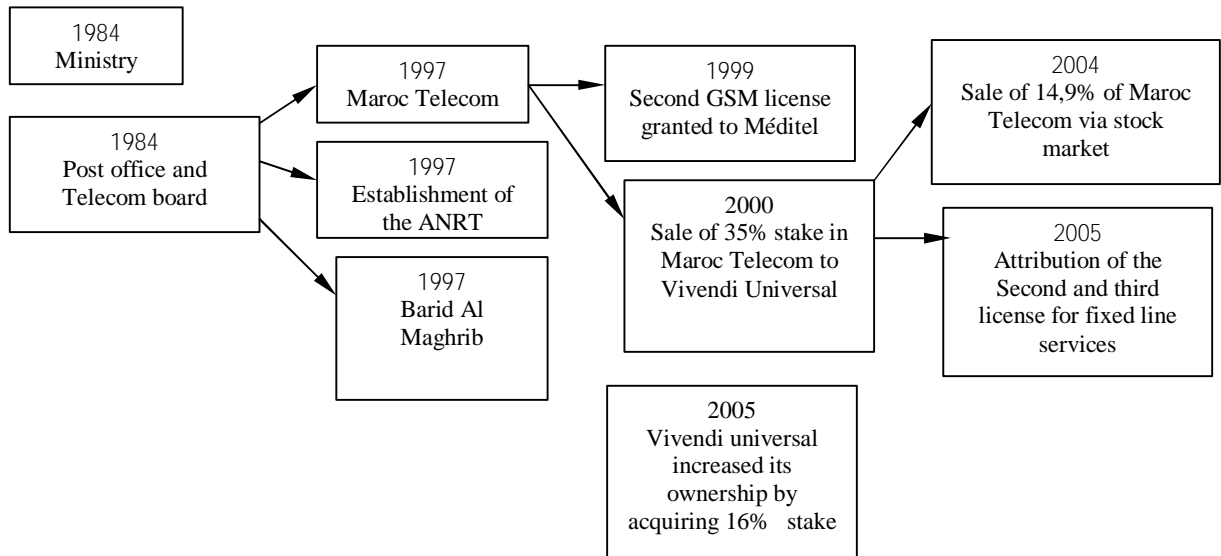 1984
Ministry
1984
Post office and
Telecom board
1997
Maroc Telecom
1997
Establishment of
the ANRT
1997
Barid Al
Maghrib
1999
Second GSM license
granted to Méditel
2000
Sale of 35% stake in
Maroc Telecom to
Vivendi Universal
2005
Vivendi universal
increased its
ownership by
acquiring 16% stake
2004
Sale of 14,9% of Maroc
Telecom via stock
market
2005
Attribution of the
Second and third
license for fixed line
services